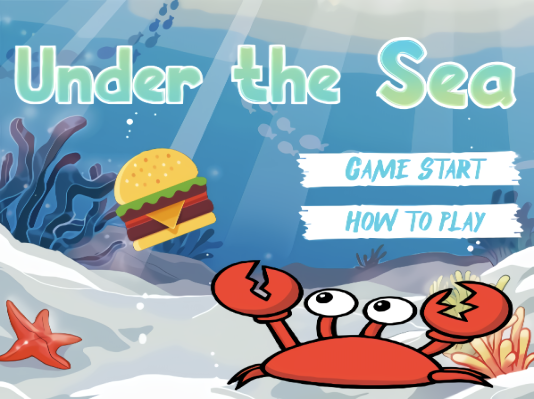 Under the Sea
GAME START
HOW TO PLAY